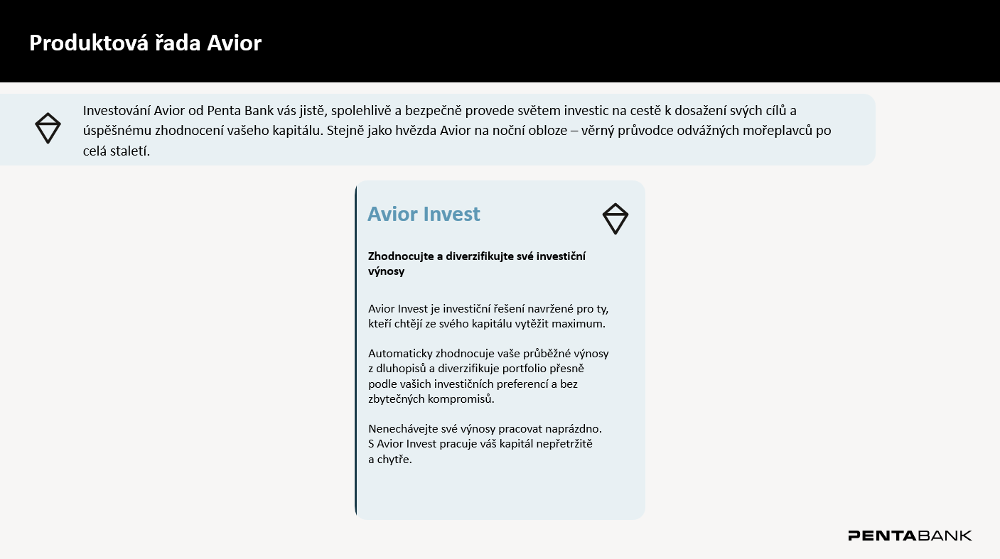 Produktová řada Avior
Investování Avior od Penta Bank vás jistě, spolehlivě a bezpečně provede světem investic na cestě k dosažení svých cílů a
úspěšnému zhodnocení vašeho kapitálu. Stejně jako hvězda Avior na noční obloze – věrný průvodce odvážných mořeplavců po
celá staletí.
Avior Invest
Zhodnocujte a diverzifikujte své investiční
výnosy
Avior Invest je investiční řešení navržené pro ty,
kteří chtějí ze svého kapitálu vytěžit maximum.
Automaticky zhodnocuje vaše průběžné výnosy
z dluhopisů a diverzifikuje portfolio přesně
podle vašich investičních preferencí a bez
zbytečných kompromisů.
Nenechávejte své výnosy pracovat naprázdno.
S Avior Invest pracuje váš kapitál nepřetržitě
a chytře.
PENTABANK